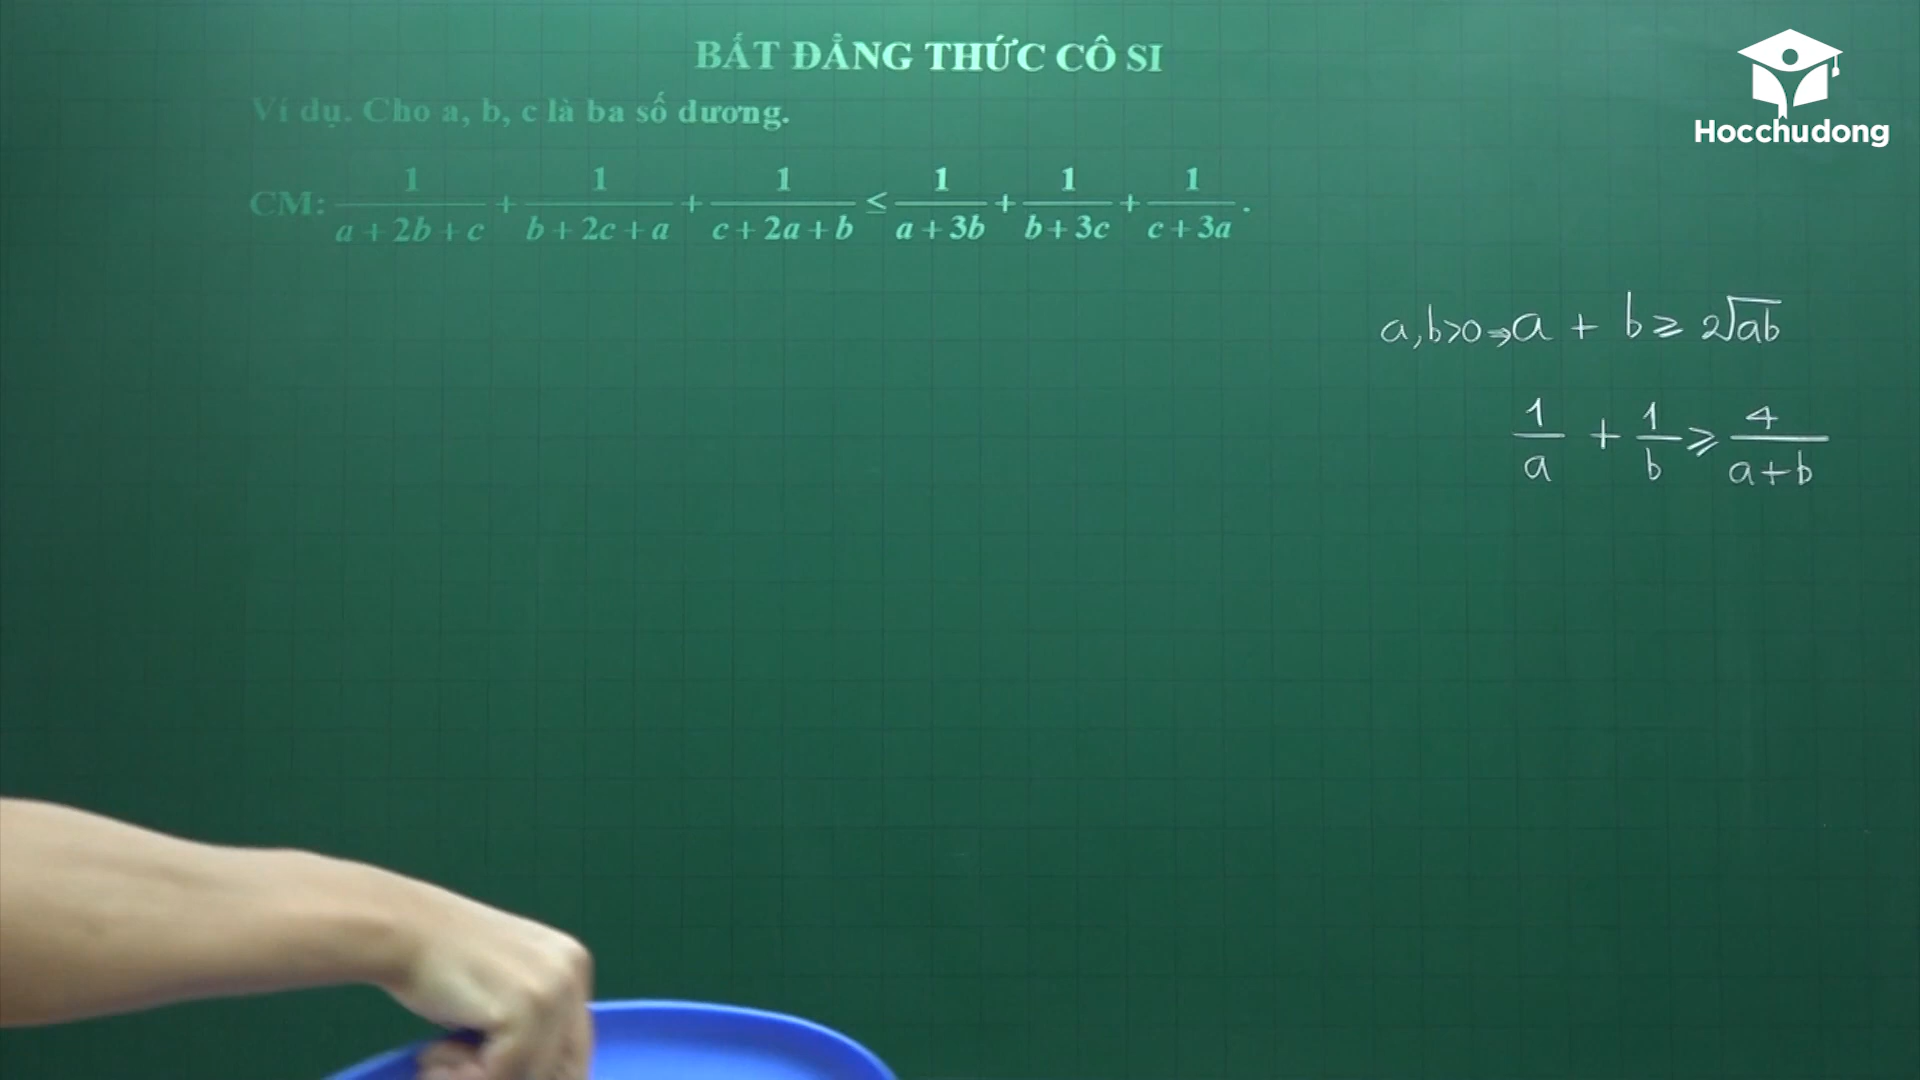 BẤT ĐẲNG THỨC CÔ SI
Hocchudong
Ví dụ. Cho a, b, c là ba số dương.
CM: 1/(a + 2b + c) + 1/(b + 2c + a) + 1/(c + 2a + b) ≤ 1/(a + 3b) + 1/(b + 3c) + 1/(c + 3a).
a, b>0 ⇒ a + b ≥ 2√ab
1/a + 1/b ≥ 4/(a+b)